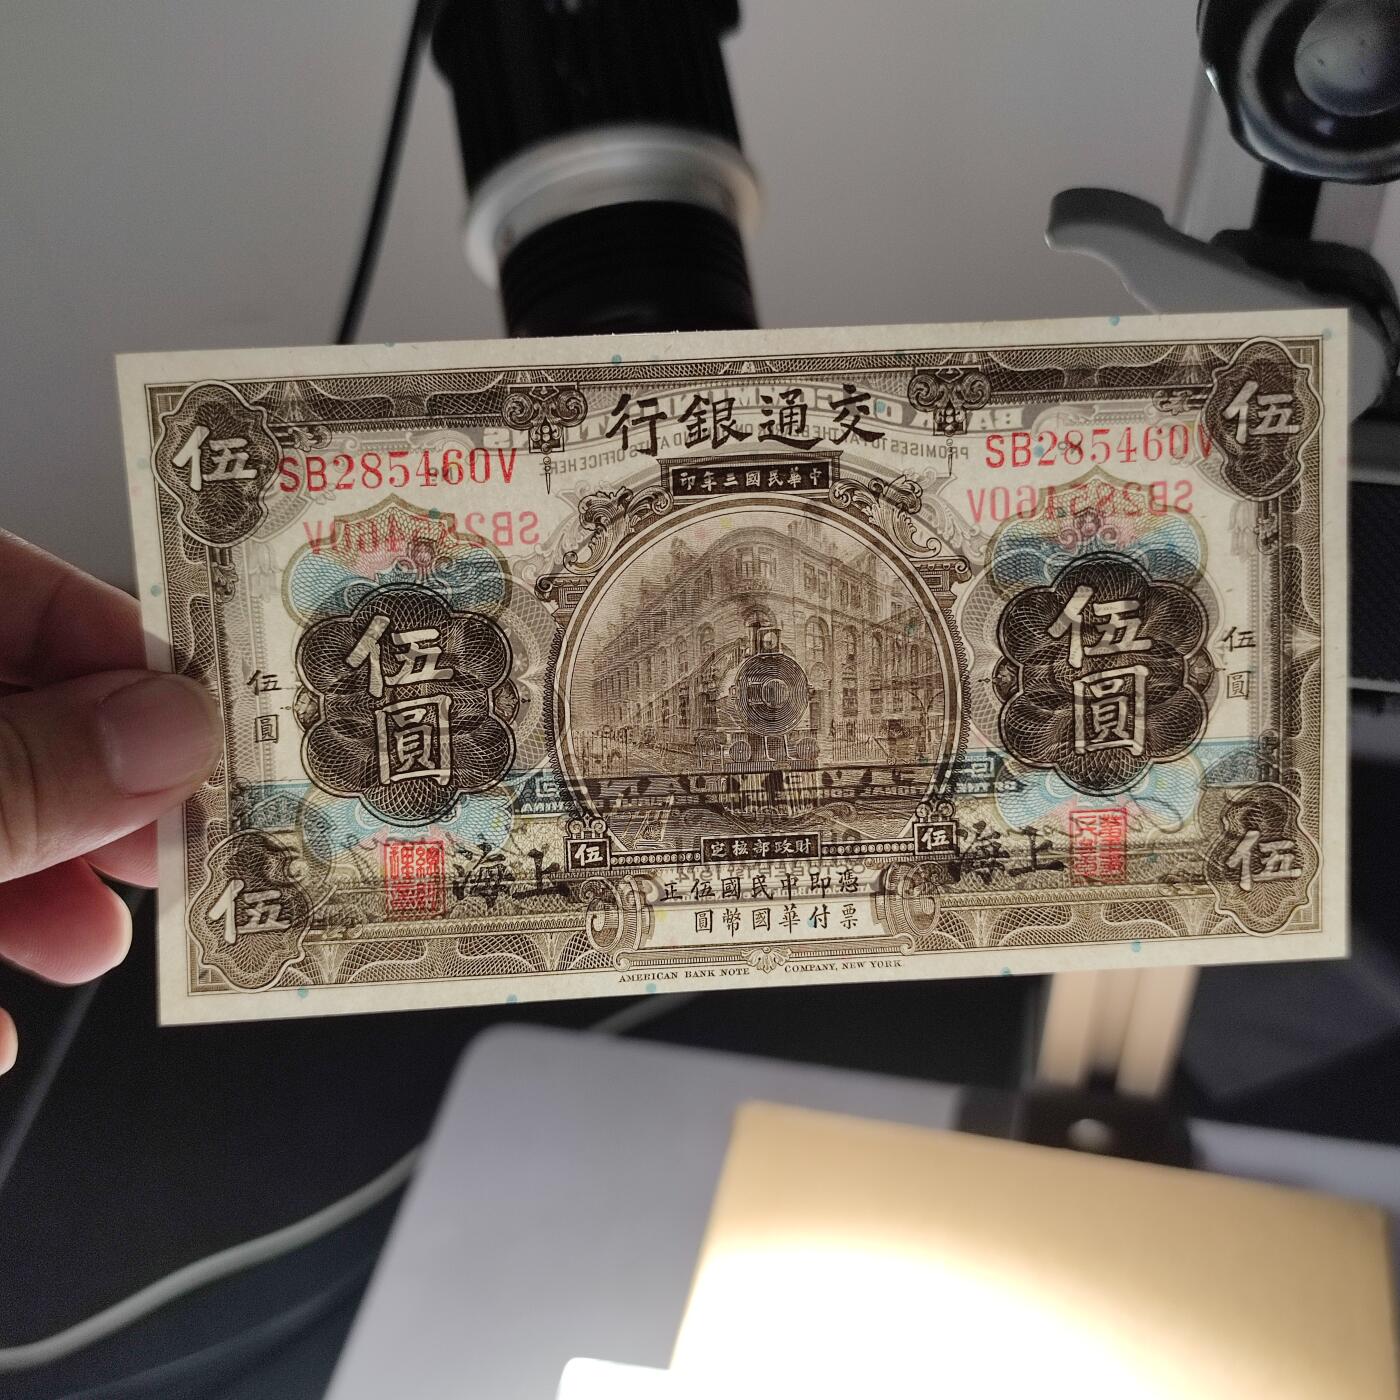 行銀通交
印年三國民華中
SB285460V
SB285460V
伍
伍
伍圓
伍圓
伍圓
伍圓
伍
伍
定核部政財
海上
海上
正伍國民中即憑
圓幣國華付票
伍
伍
AMERICAN BANK NOTE COMPANY, NEW YORK.